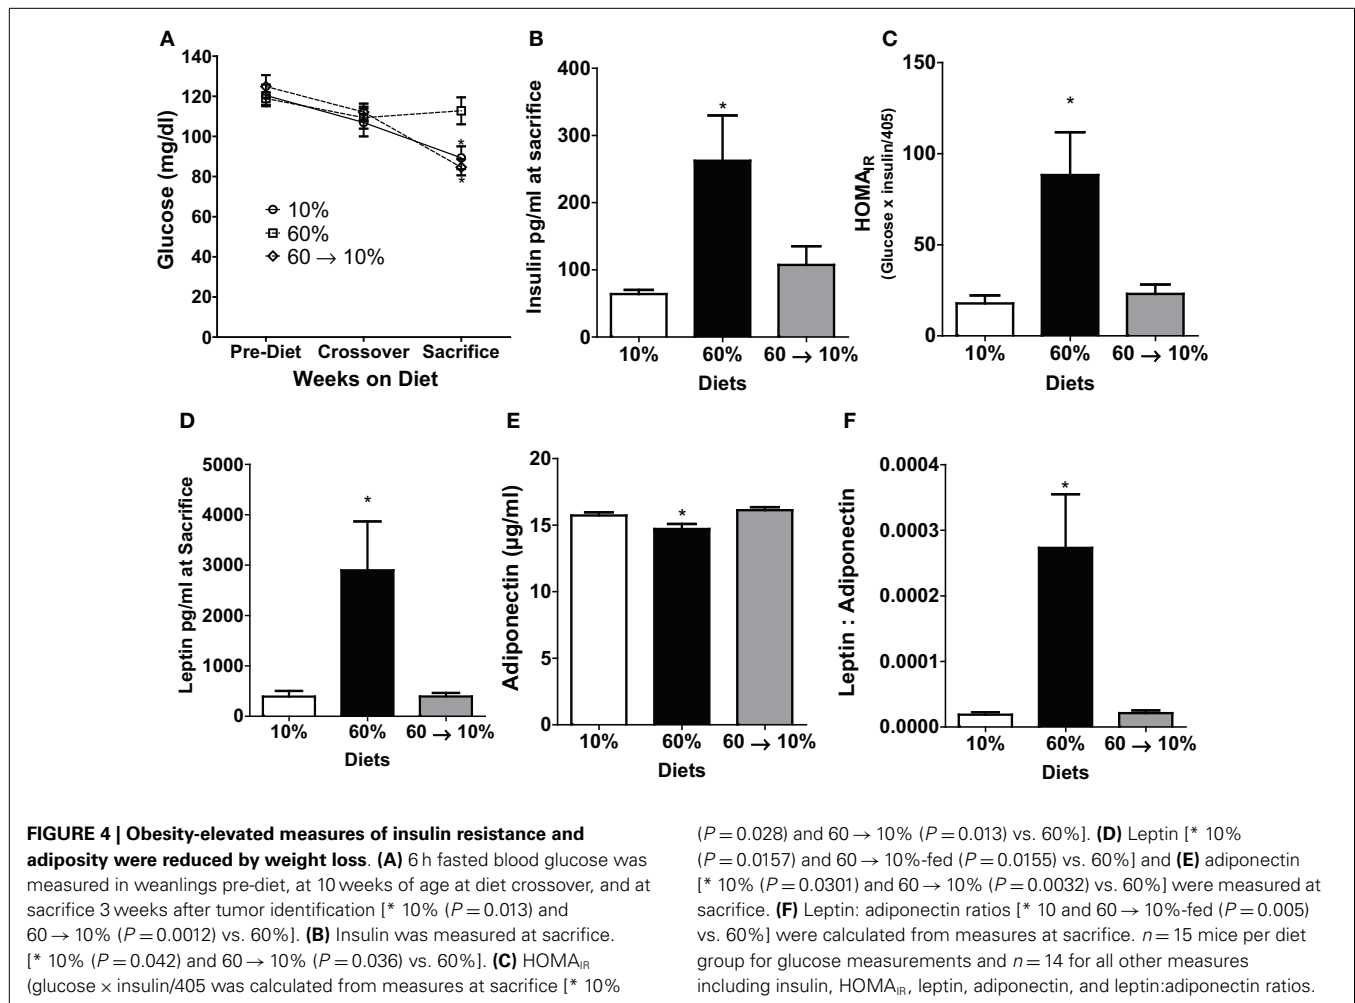 A
140
120
100
80
60
40
20
0
Glucose (mg/dl)
*
*
10%
60%
60 → 10%
Pre-Diet Crossover Sacrifice
Weeks on Diet
B
400
300
200
100
0
Insulin pg/ml at sacrifice
*
10% 60% 60 → 10%
Diets
C
150
100
50
0
HOMA_IR
(Glucose x insulin/405)
*
10% 60% 60 → 10%
Diets
D
5000
4000
3000
2000
1000
0
Leptin pg/ml at Sacrifice
*
10% 60% 60 → 10%
Diets
E
20
15
10
5
0
Adiponectin (µg/ml)
*
10% 60% 60 → 10%
Diets
F
0.0004
0.0003
0.0002
0.0001
0.0000
Leptin : Adiponectin
*
10% 60% 60 → 10%
Diets
FIGURE 4 | Obesity-elevated measures of insulin resistance and
adiposity were reduced by weight loss. (A) 6 h fasted blood glucose was
measured in weanlings pre-diet, at 10 weeks of age at diet crossover, and at
sacrifice 3 weeks after tumor identification [* 10% (P = 0.013) and
60 → 10% (P = 0.0012) vs. 60%]. (B) Insulin was measured at sacrifice.
[* 10% (P = 0.042) and 60 → 10% (P = 0.036) vs. 60%]. (C) HOMA_IR
(glucose × insulin/405 was calculated from measures at sacrifice [* 10%
(P = 0.028) and 60 → 10% (P = 0.013) vs. 60%]. (D) Leptin [* 10%
(P = 0.0157) and 60 → 10%-fed (P = 0.0155) vs. 60%] and (E) adiponectin
[* 10% (P = 0.0301) and 60 → 10% (P = 0.0032) vs. 60%] were measured at
sacrifice. (F) Leptin: adiponectin ratios [* 10 and 60 → 10%-fed (P = 0.005)
vs. 60%] were calculated from measures at sacrifice. n = 15 mice per diet
group for glucose measurements and n = 14 for all other measures
including insulin, HOMA_IR, leptin, adiponectin, and leptin:adiponectin ratios.